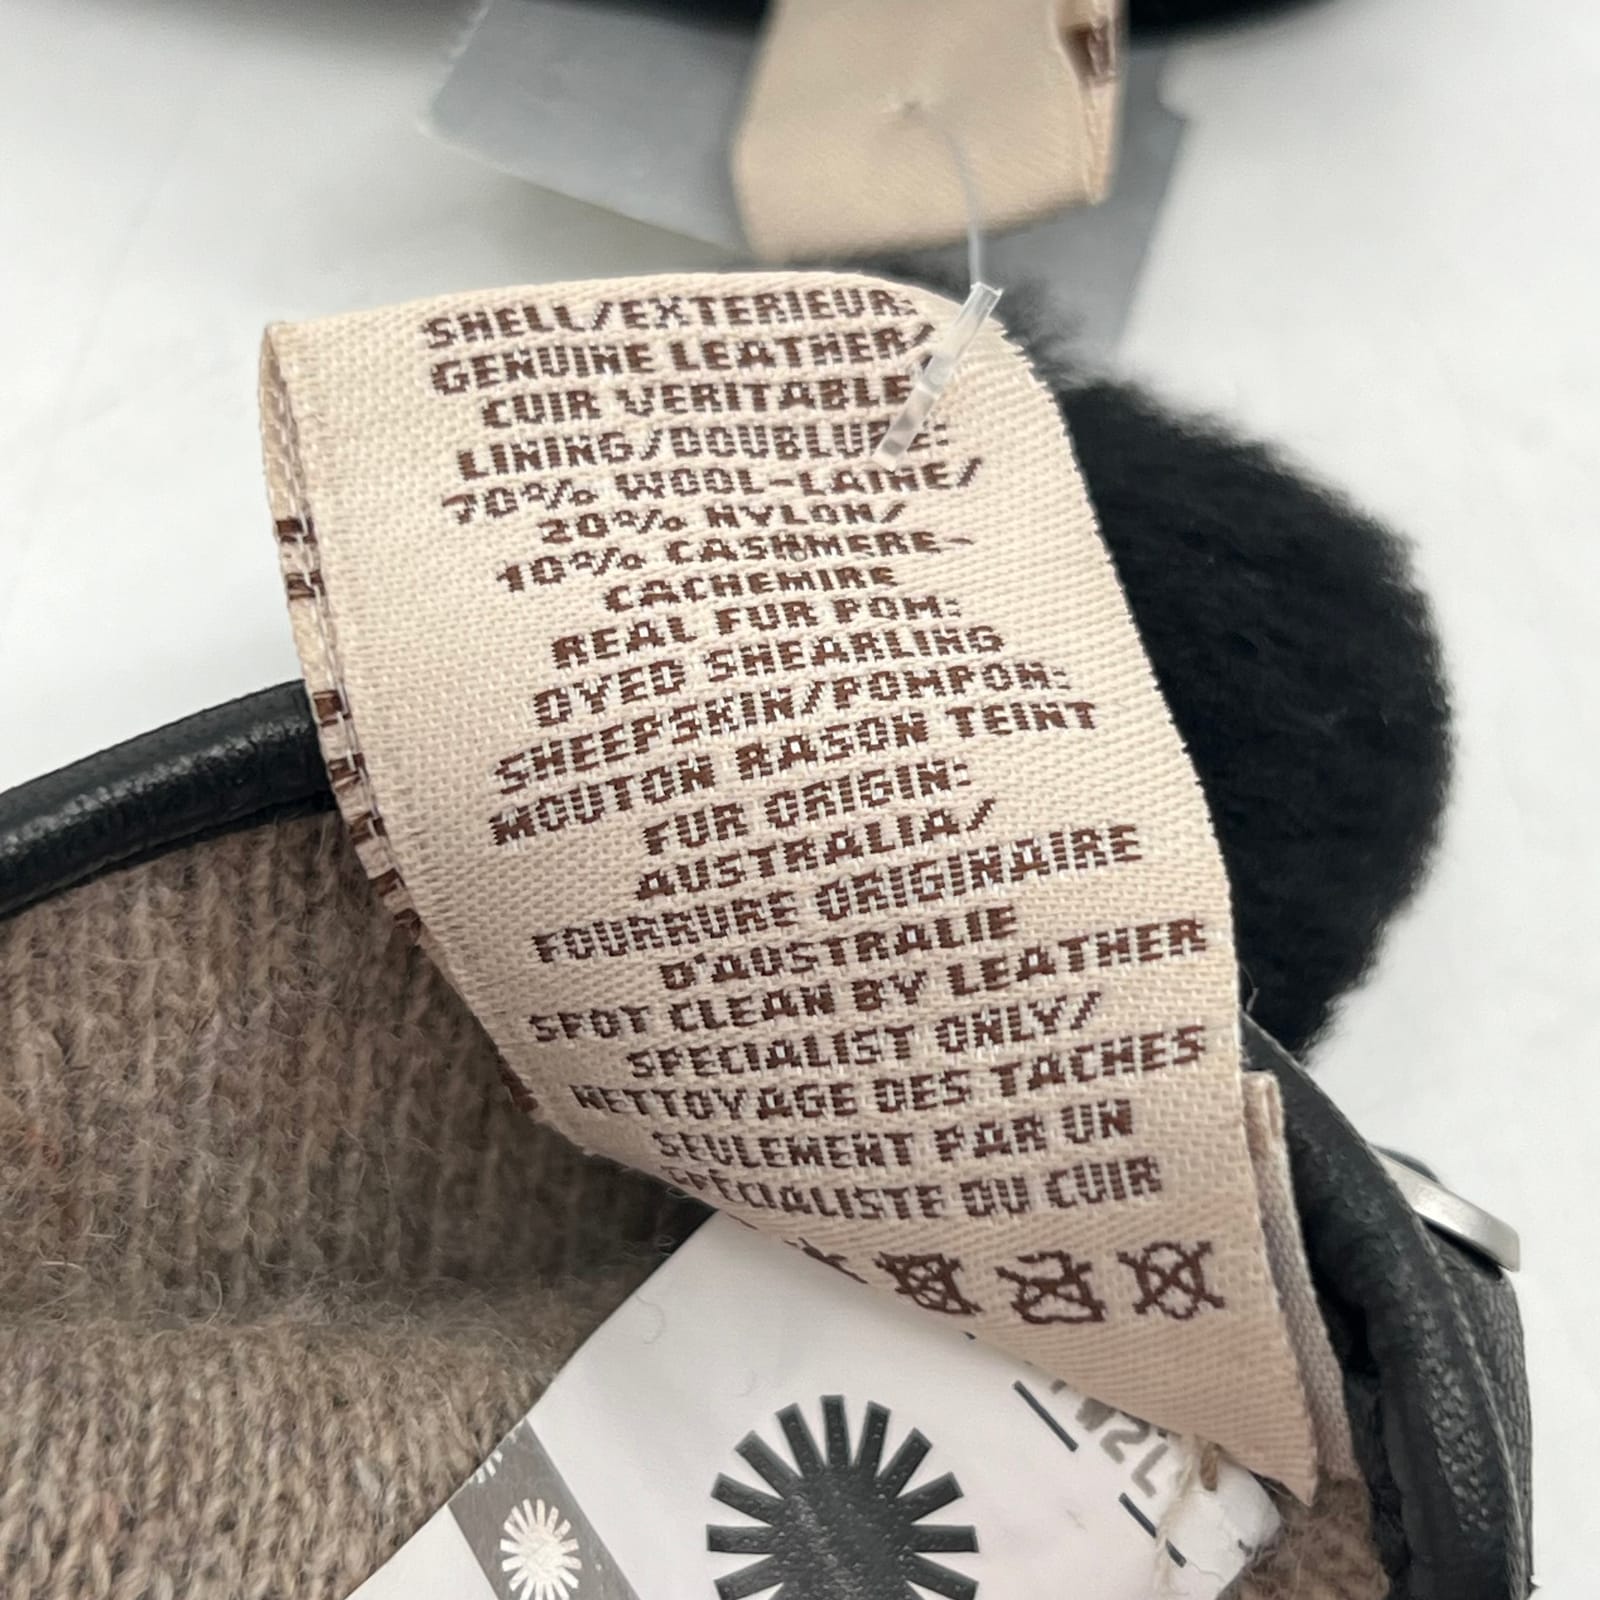 SHELL/EXTERIEUR:
GENUINE LEATHER/
CUIR VERITABLE
LINING/DOUBLURE:
70% WOOL-LAINE/
20% NYLON/
10% CASHMERE-
CACHEMIRE
REAL FUR POM:
DYED SHEARLING
SHEEPSKIN/POMPOM:
MOUTON RASON TEINT
FUR ORIGIN:
AUSTRALIA/
FOURRURE ORIGINAIRE
D'AUSTRALIE
SPOT CLEAN BY LEATHER
SPECIALIST ONLY/
NETTOYAGE DES TACHES
SEULEMENT PAR UN
SPECIALISTE DU CUIR